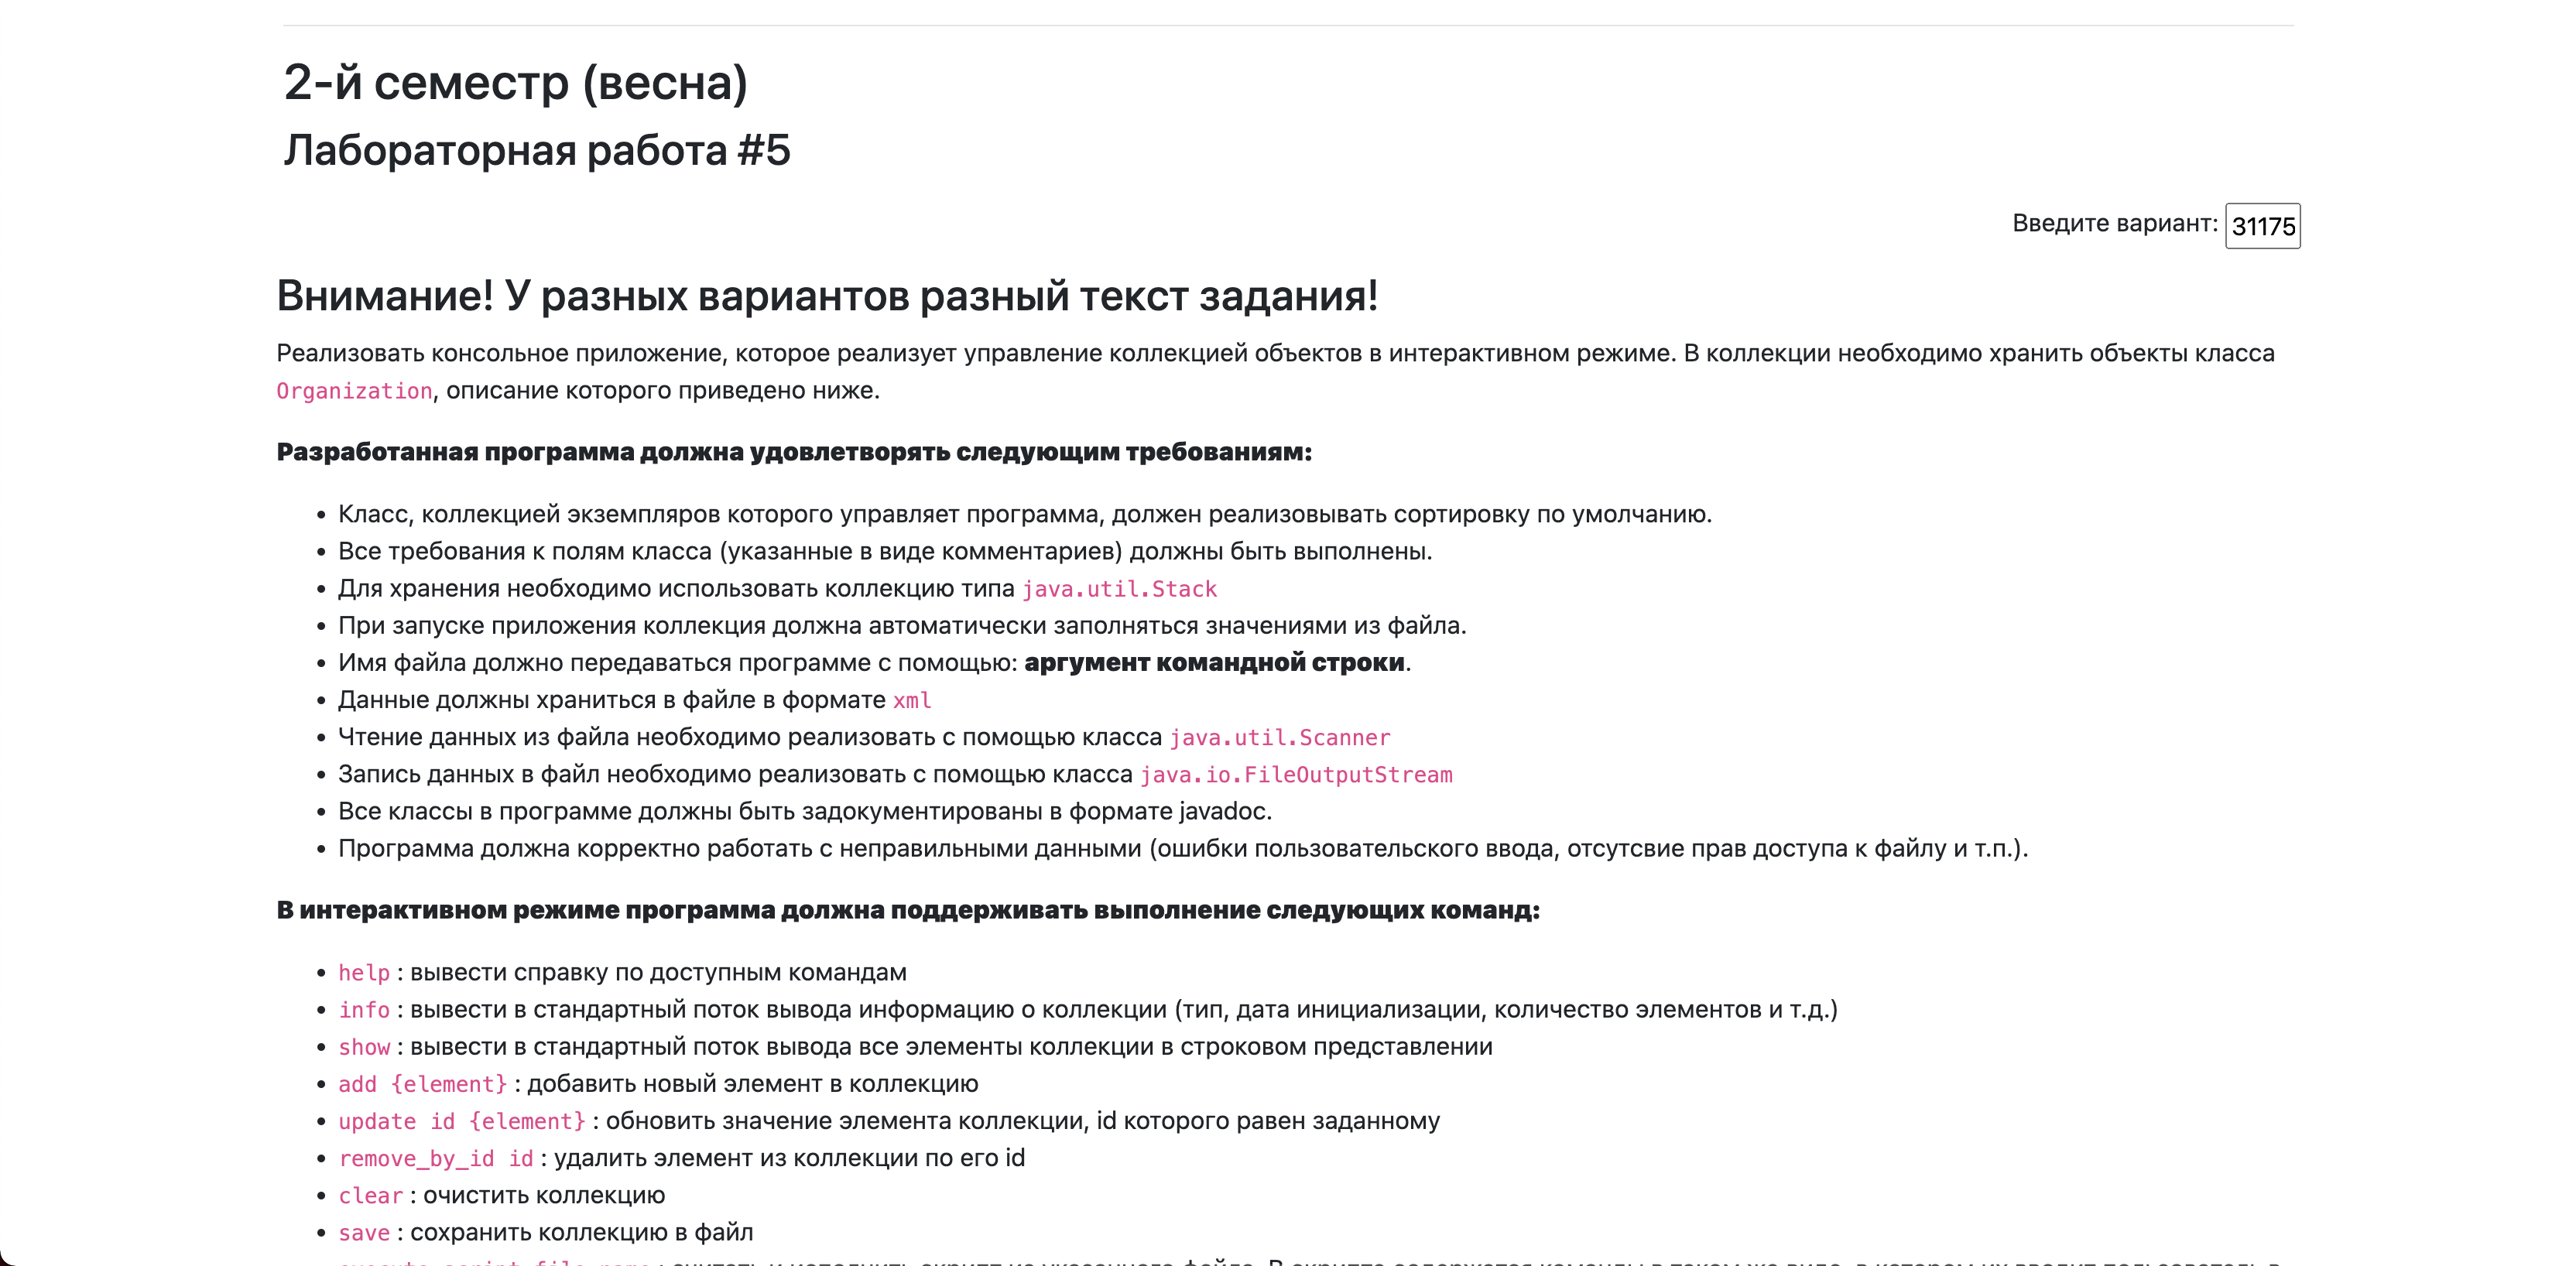 2-й семестр (весна)
Лабораторная работа #5
Введите вариант: 31175
Внимание! У разных вариантов разный текст задания!
Реализовать консольное приложение, которое реализует управление коллекцией объектов в интерактивном режиме. В коллекции необходимо хранить объекты класса
Organization, описание которого приведено ниже.
Разработанная программа должна удовлетворять следующим требованиям:
• Класс, коллекцией экземпляров которого управляет программа, должен реализовывать сортировку по умолчанию.
• Все требования к полям класса (указанные в виде комментариев) должны быть выполнены.
• Для хранения необходимо использовать коллекцию типа java.util.Stack
• При запуске приложения коллекция должна автоматически заполняться значениями из файла.
• Имя файла должно передаваться программе с помощью: аргумент командной строки.
• Данные должны храниться в файле в формате xml
• Чтение данных из файла необходимо реализовать с помощью класса java.util.Scanner
• Запись данных в файл необходимо реализовать с помощью класса java.io.FileOutputStream
• Все классы в программе должны быть задокументированы в формате javadoc.
• Программа должна корректно работать с неправильными данными (ошибки пользовательского ввода, отсутсвие прав доступа к файлу и т.п.).
В интерактивном режиме программа должна поддерживать выполнение следующих команд:
• help : вывести справку по доступным командам
• info : вывести в стандартный поток вывода информацию о коллекции (тип, дата инициализации, количество элементов и т.д.)
• show : вывести в стандартный поток вывода все элементы коллекции в строковом представлении
• add {element} : добавить новый элемент в коллекцию
• update id {element} : обновить значение элемента коллекции, id которого равен заданному
• remove_by_id id : удалить элемент из коллекции по его id
• clear : очистить коллекцию
• save : сохранить коллекцию в файл